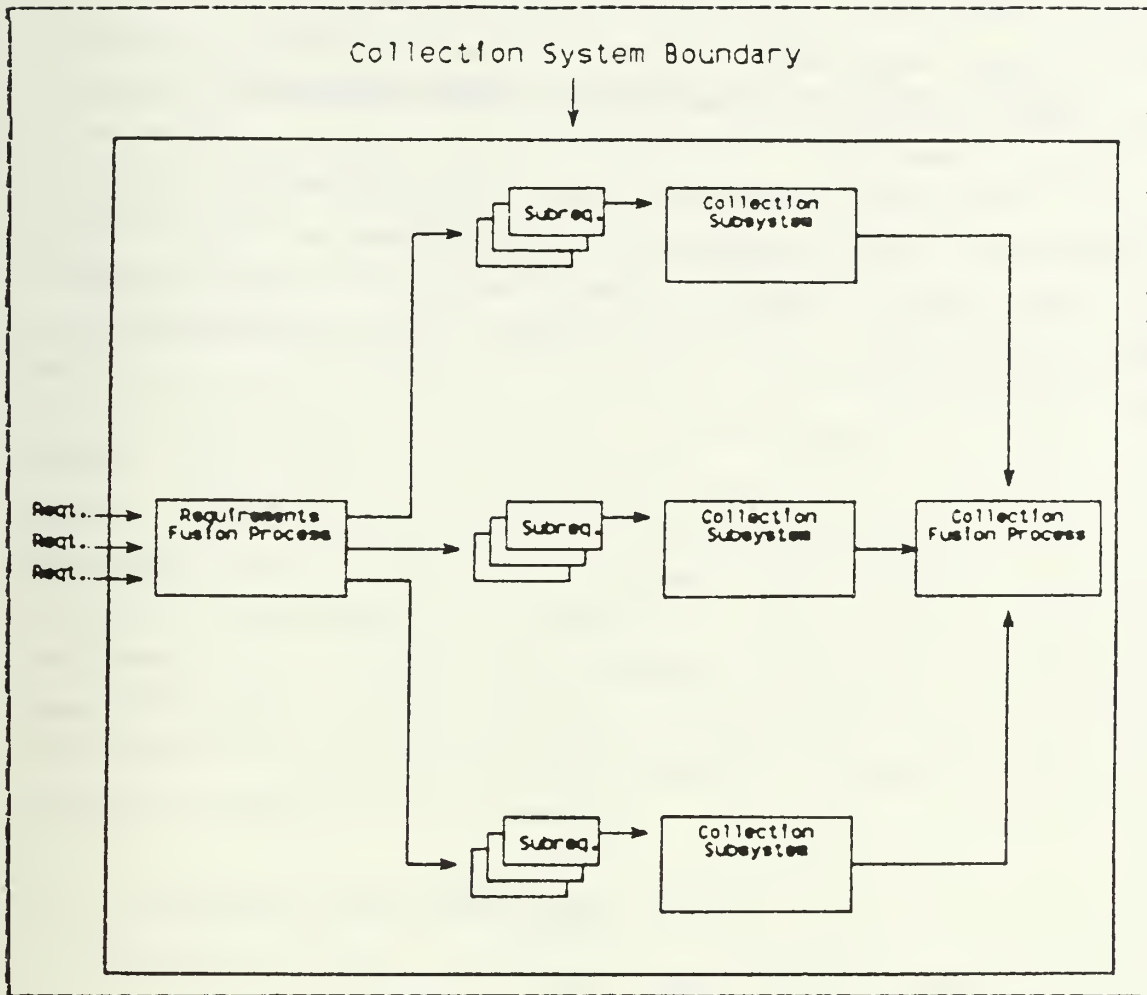 Collection System Boundary
Subreq.
Collection
Subsystem
Reqt.
Reqt.
Reqt.
Requirements
Fusion Process
Subreq.
Collection
Subsystem
Collection
Fusion Process
Subreq.
Collection
Subsystem